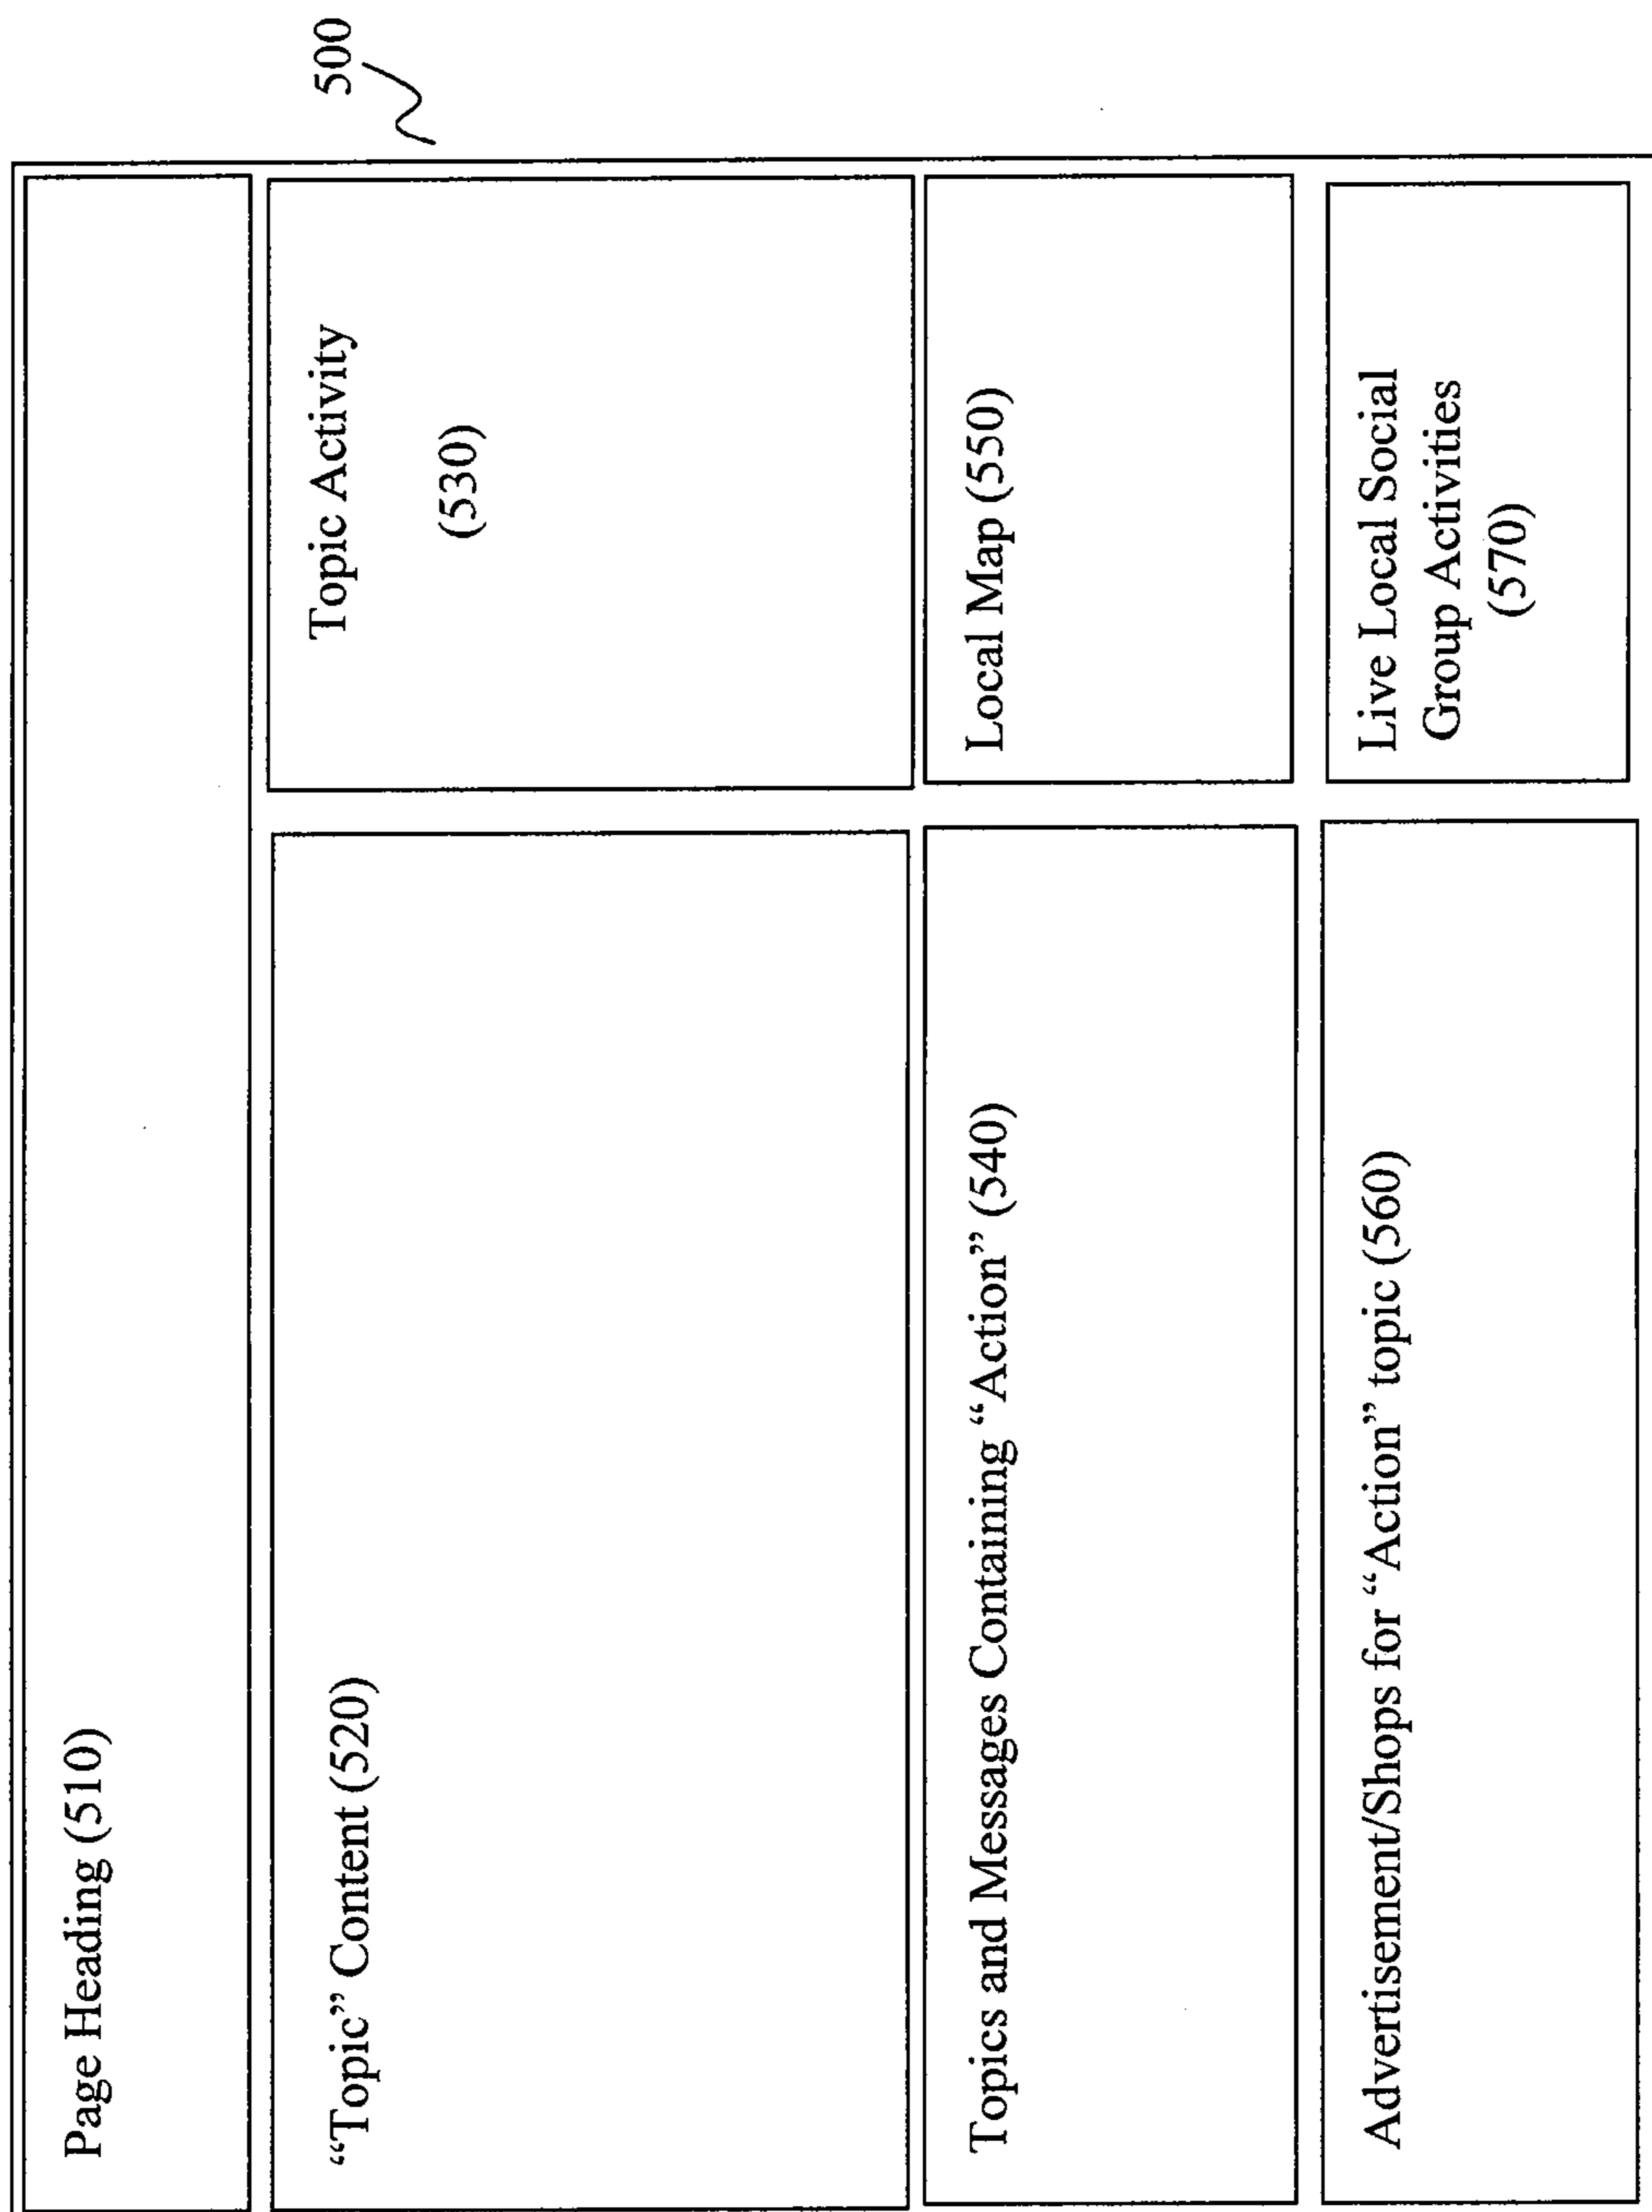 500
Page Heading (510)
“Topic” Content (520)
Topic Activity
(530)
Topics and Messages Containing “Action” (540)
Local Map (550)
Advertisement/Shops for “Action” topic (560)
Live Local Social
Group Activities
(570)